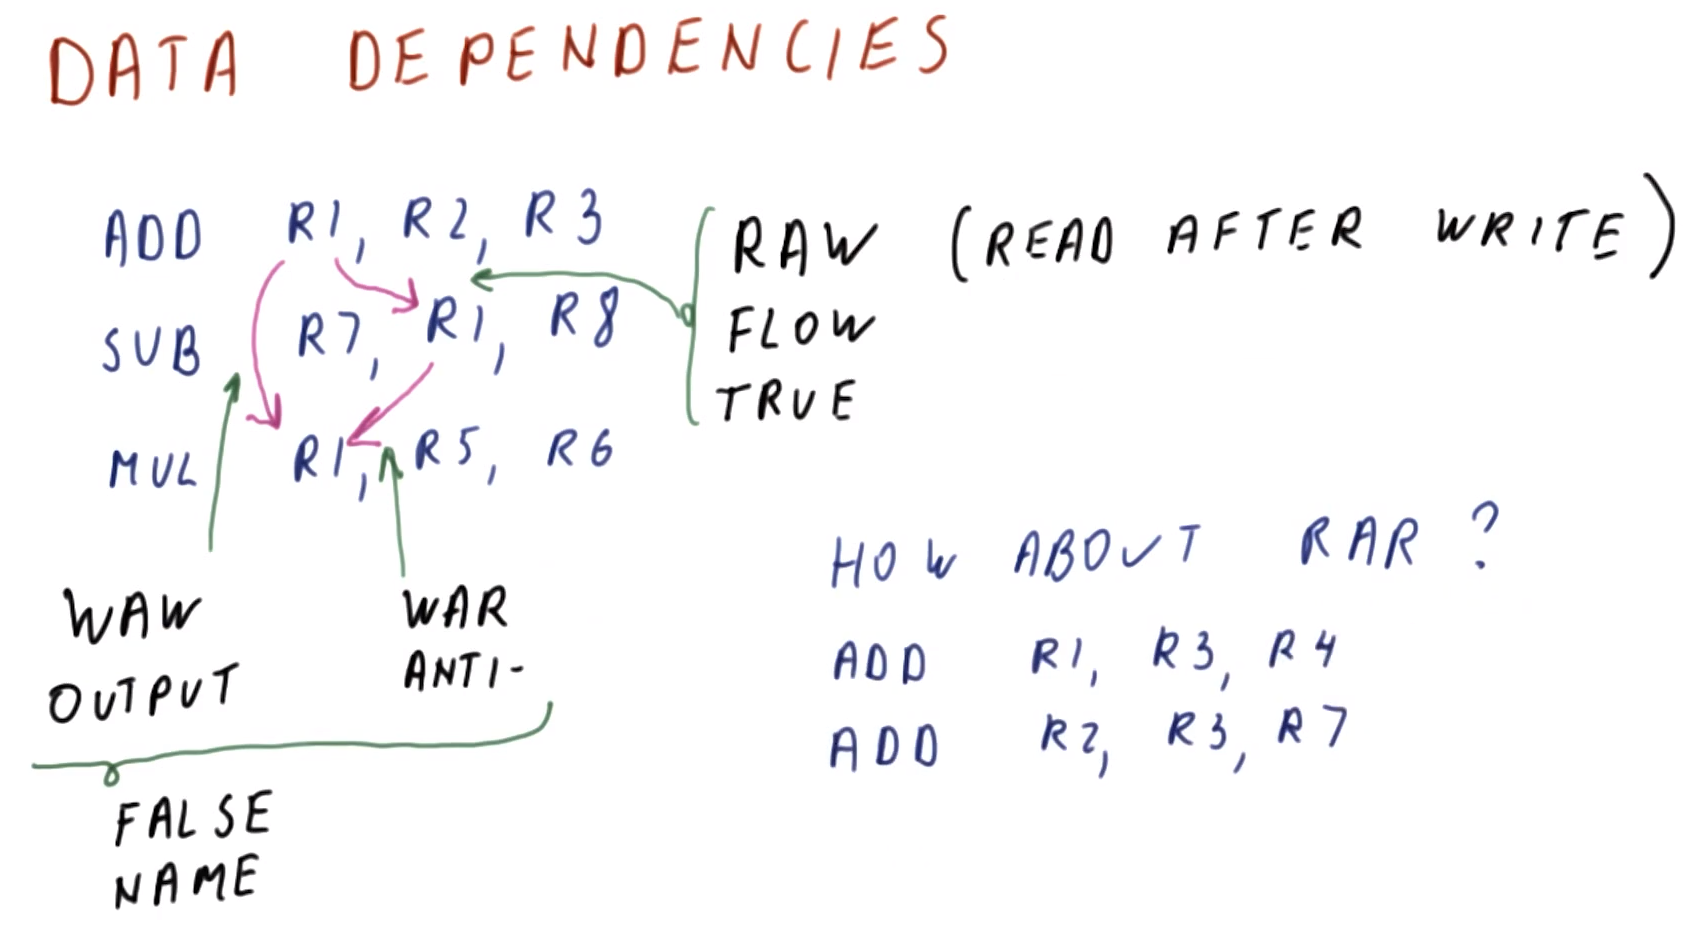 DATA DEPENDENCIES
ADD R1, R2, R3
SUB R7, R1, R8
MUL R1, R5, R6
RAW (READ AFTER WRITE)
FLOW
TRUE
WAW
OUTPUT
WAR
ANTI-
FALSE
NAME
HOW ABOUT RAR?
ADD R1, R3, R4
ADD R2, R3, R7